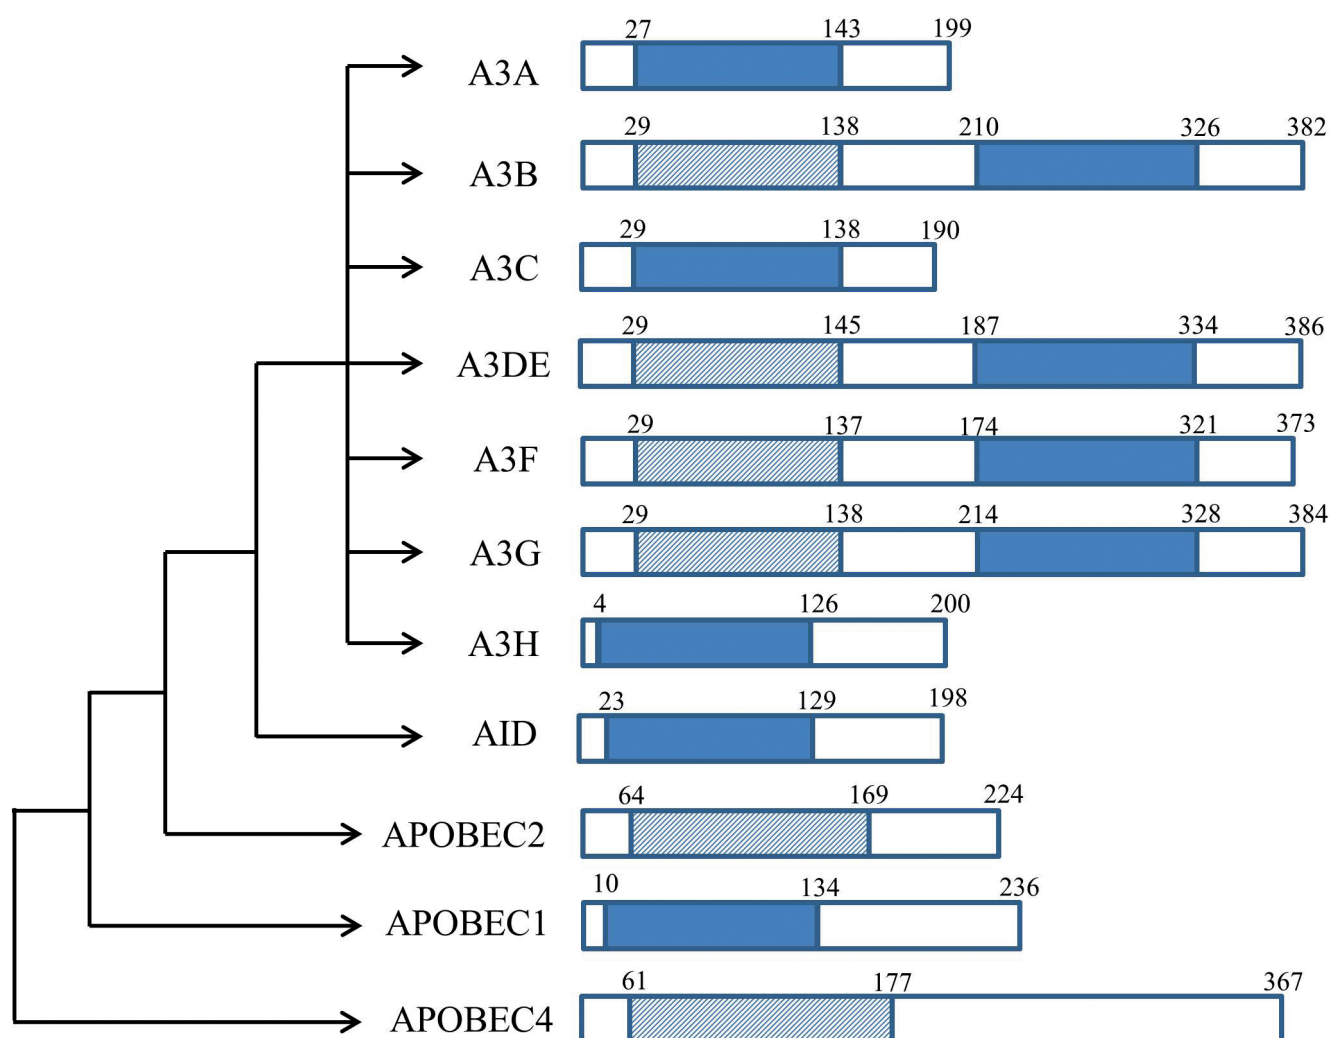 27 143 199
A3A
29 138 210 326 382
A3B
29 138 190
A3C
29 145 187 334 386
A3DE
29 137 174 321 373
A3F
29 138 214 328 384
A3G
4 126 200
A3H
23 129 198
AID
64 169 224
APOBEC2
10 134 236
APOBEC1
61 177 367
APOBEC4